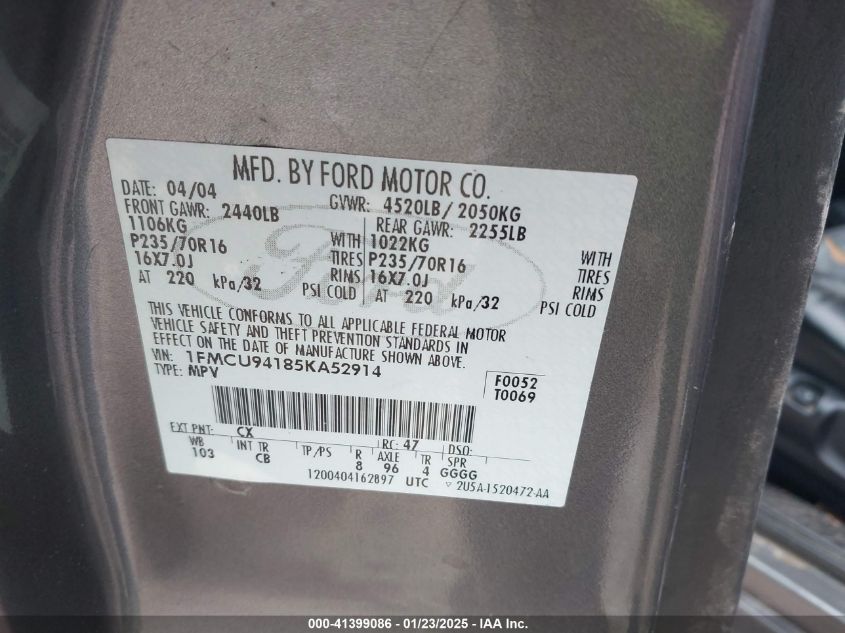 MFD. BY FORD MOTOR CO.
DATE: 04/04 GVWR: 4520LB/ 2050KG
FRONT GAWR: 2440LB REAR GAWR: 2255LB
1106KG WITH 1022KG WITH
P235/70R16 TIRES P235/70R16 TIRES
16X7.0J RIMS 16X7.0J RIMS
AT 220 kPa/32 PSI COLD AT 220 kPa/32 PSI COLD
THIS VEHICLE CONFORMS TO ALL APPLICABLE FEDERAL MOTOR
VEHICLE SAFETY AND THEFT PREVENTION STANDARDS IN
EFFECT ON THE DATE OF MANUFACTURE SHOWN ABOVE.
VIN: 1FMCU94185KA52914
TYPE: MPV
F0052
T0069
EXT PNT: CX RC: 47 DSO:
WB INT TR TP/PS R AXLE TR SPR
103 CB 8 96 4 GGGG
1200404162897 UTC ▽ 2U5A-1520472-AA
Ford
000-41399086 - 01/23/2025 - IAA Inc.